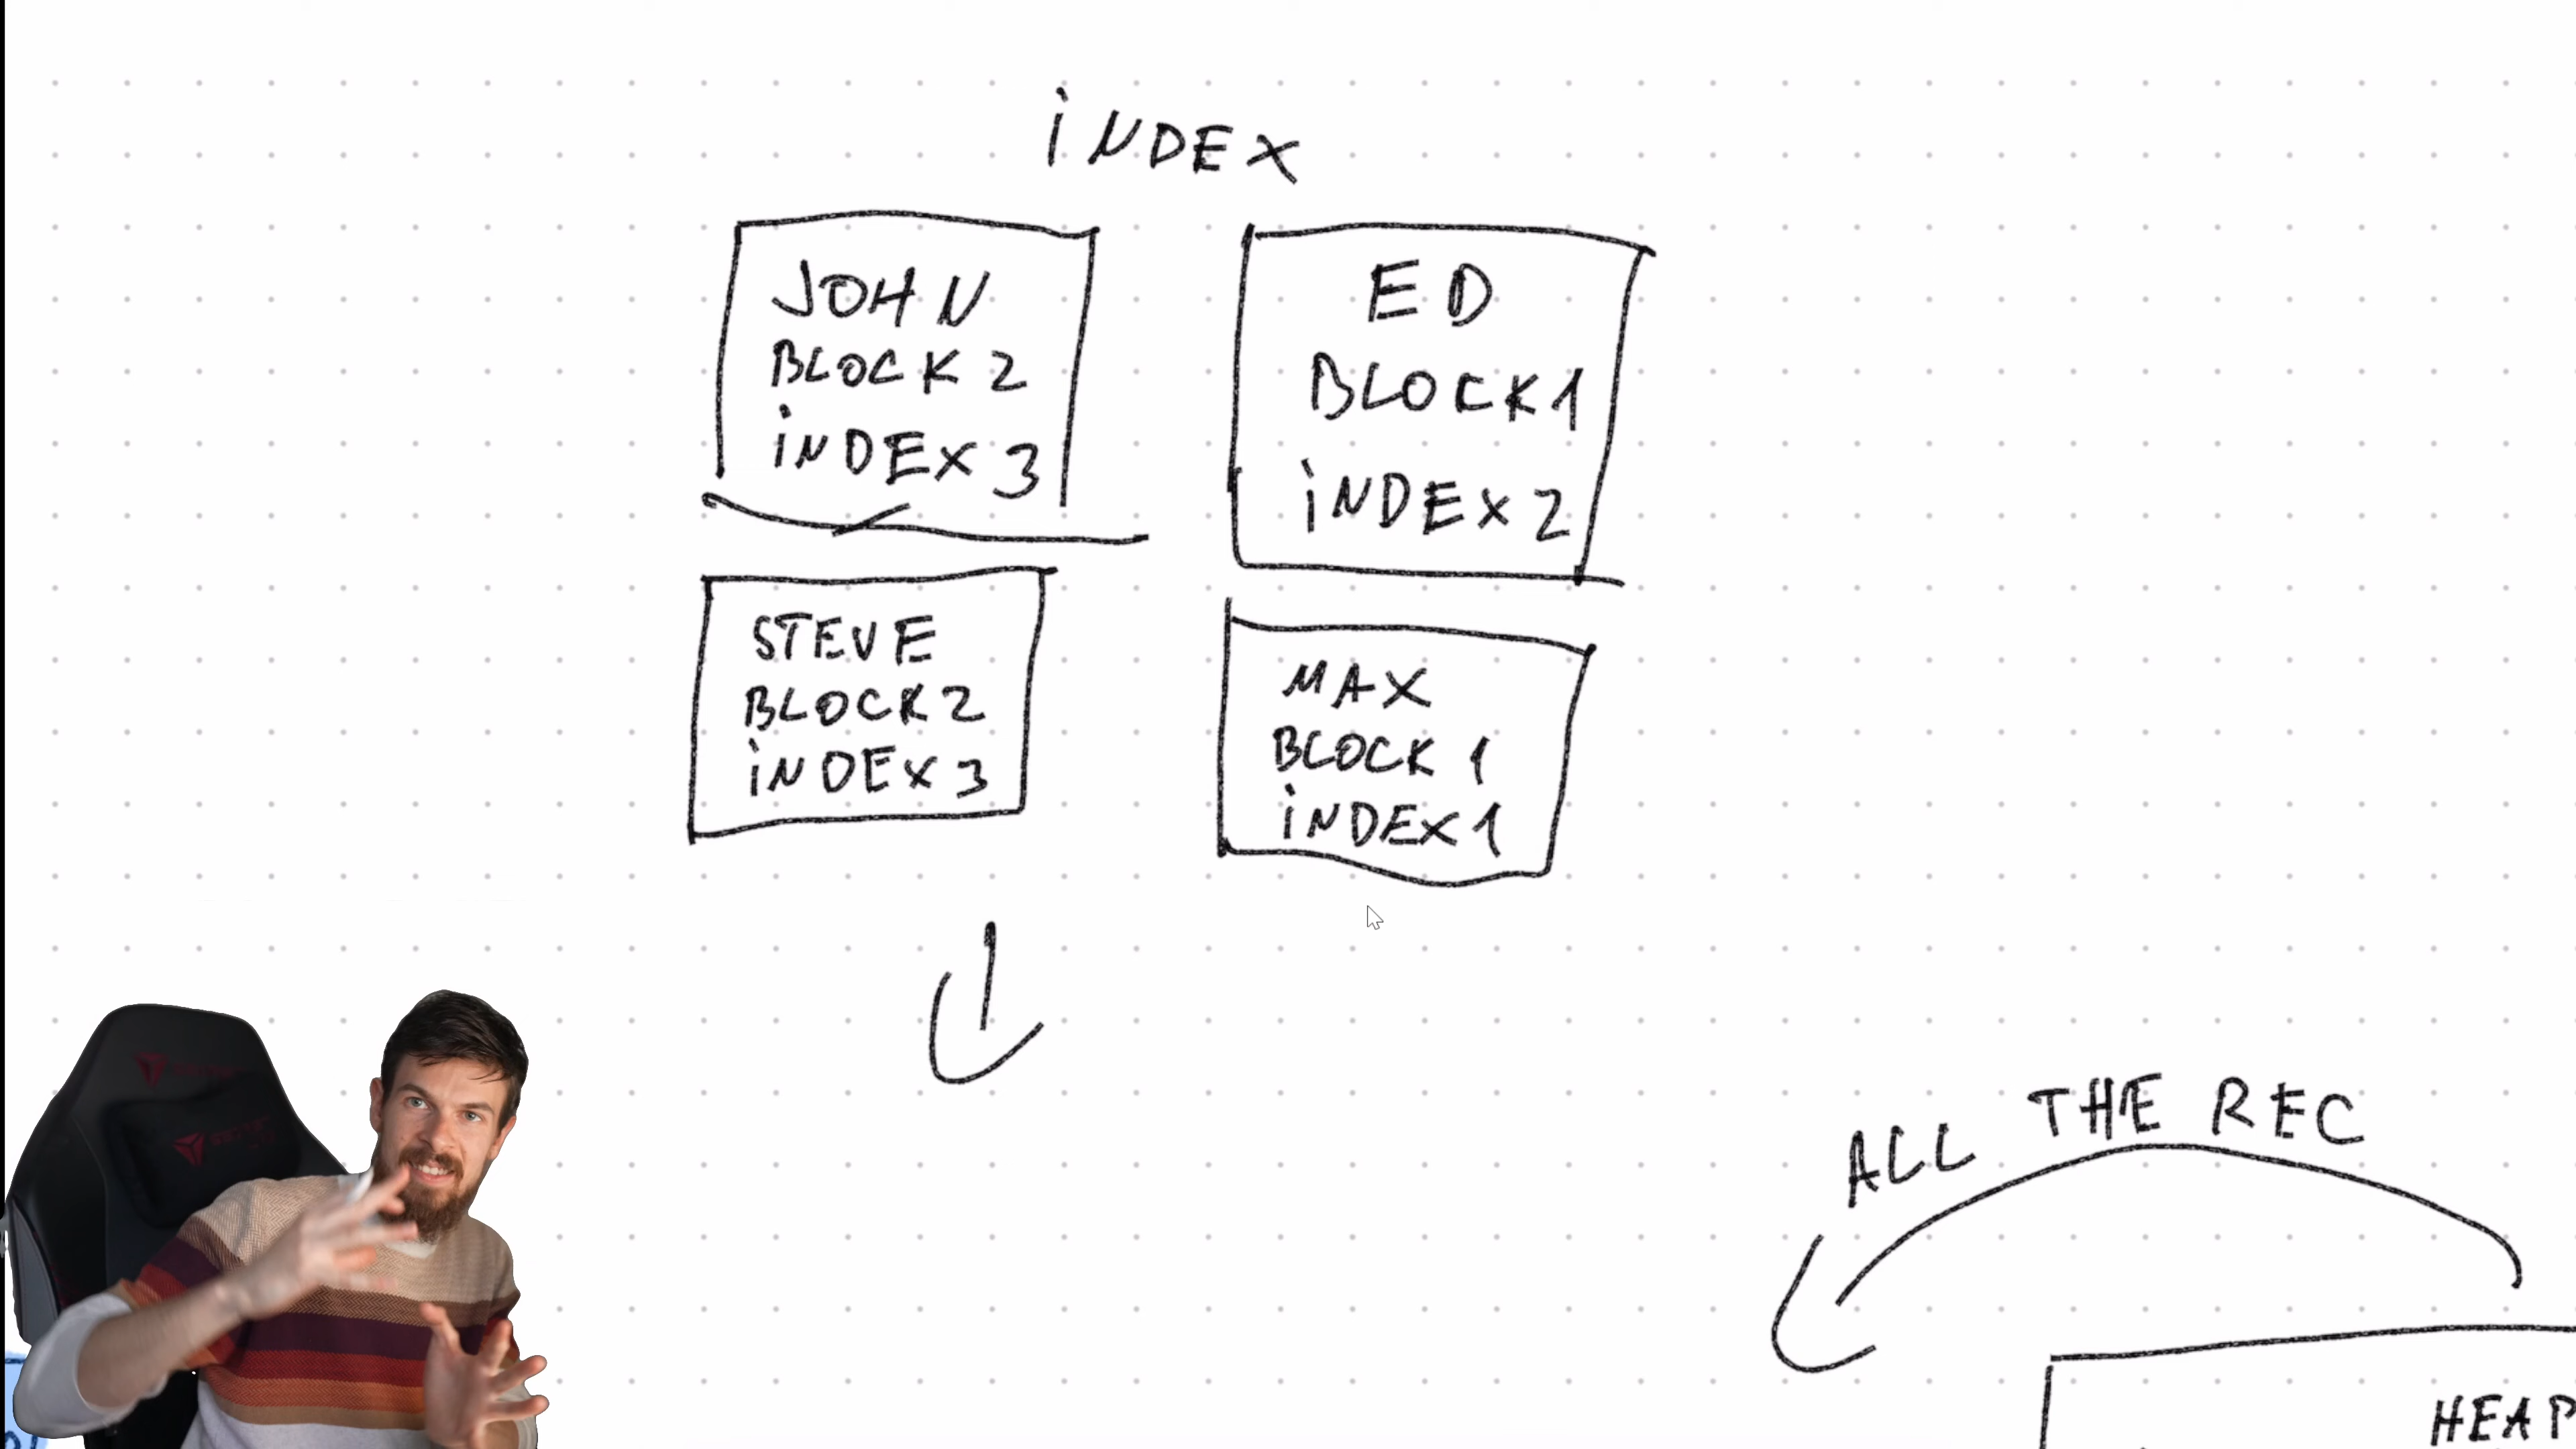 iNDEX
JOHN
BLOCK 2
iNDEX 3
ED
BLOCK 1
iNDEX 2
STEVE
BLOCK 2
iNDEX 3
MAX
BLOCK 1
iNDEX 1
ALL THE REC
HEAP